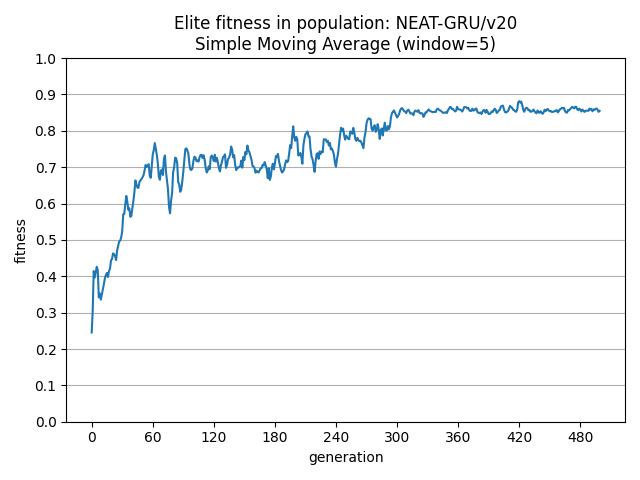 Elite fitness in population: NEAT-GRU/v20
Simple Moving Average (window=5)
1.0
0.9
0.8
0.7
0.6
0.5
0.4
0.3
0.2
0.1
0.0
fitness
0 60 120 180 240 300 360 420 480
generation